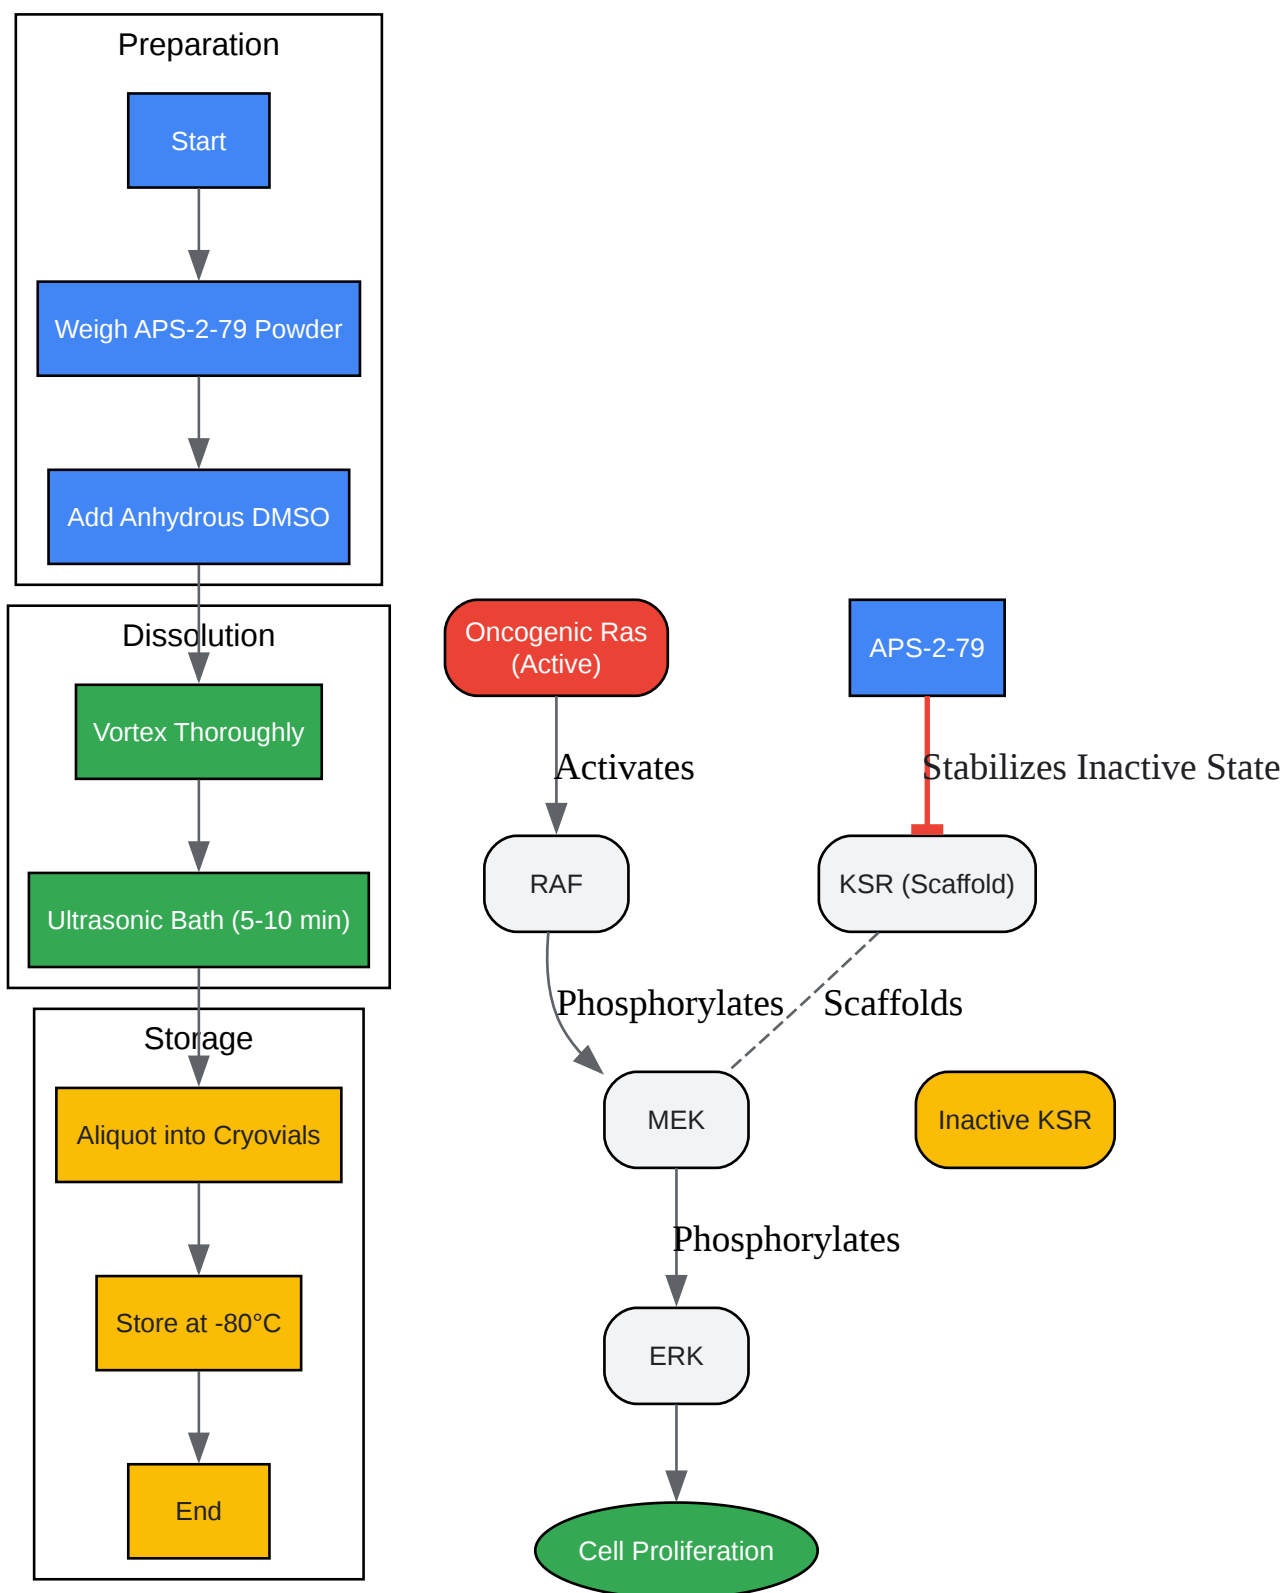 Preparation
Start
Weigh APS-2-79 Powder
Add Anhydrous DMSO
Dissolution
Vortex Thoroughly
Ultrasonic Bath (5-10 min)
Storage
Aliquot into Cryovials
Store at -80°C
End
Oncogenic Ras
(Active)
APS-2-79
Activates
Stabilizes Inactive State
RAF
KSR (Scaffold)
Phosphorylates
Scaffolds
MEK
Inactive KSR
Phosphorylates
ERK
Cell Proliferation